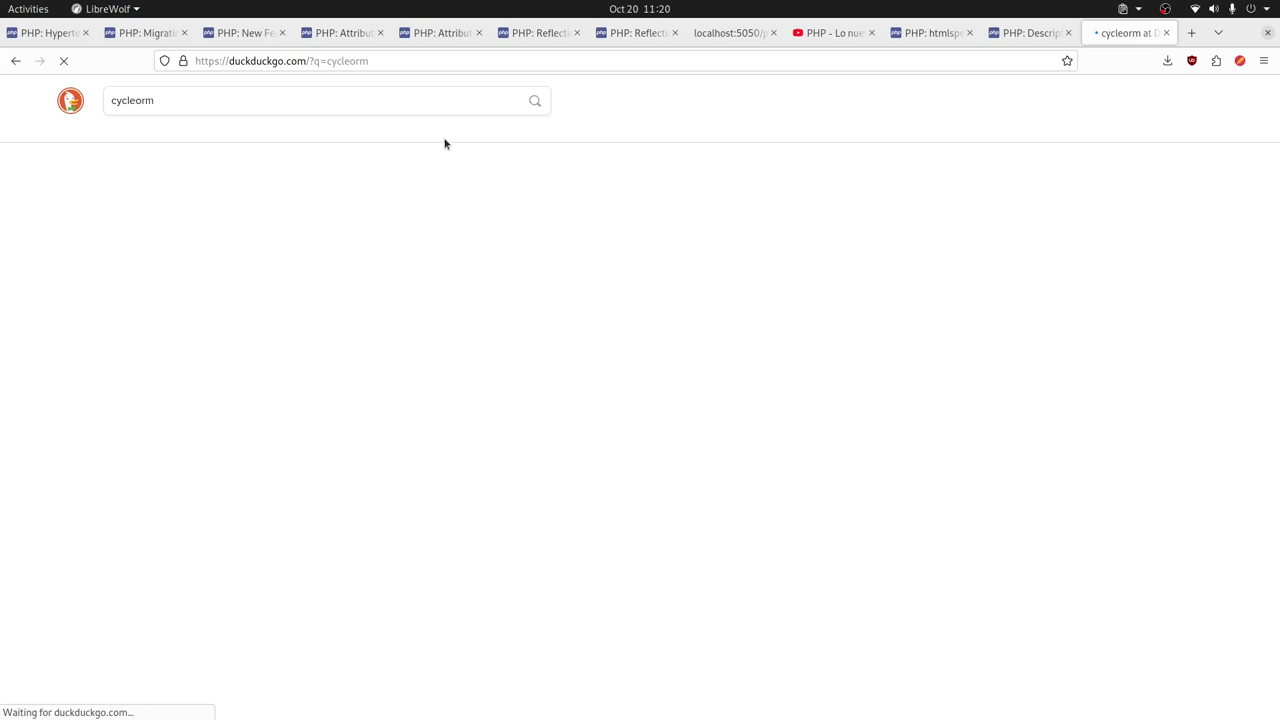 Activities LibreWolf Oct 20 11:20
PHP: Hyperte PHP: Migratin PHP: New Fe PHP: Attribut PHP: Attribut PHP: Reflecti PHP: Reflecti localhost:5050/p PHP - Lo nue PHP: htmlspe PHP: Descrip cycleorm at D
https://duckduckgo.com/?q=cycleorm
cycleorm
Waiting for duckduckgo.com...